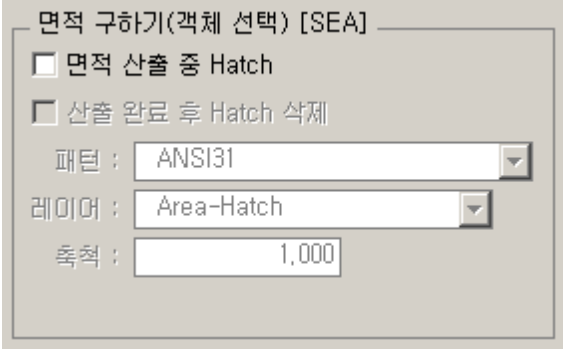 면적 구하기(객체 선택) [SEA]
면적 산출 중 Hatch
산출 완료 후 Hatch 삭제
패턴 : ANSI31
레이어 : Area-Hatch
축척 : 1,000